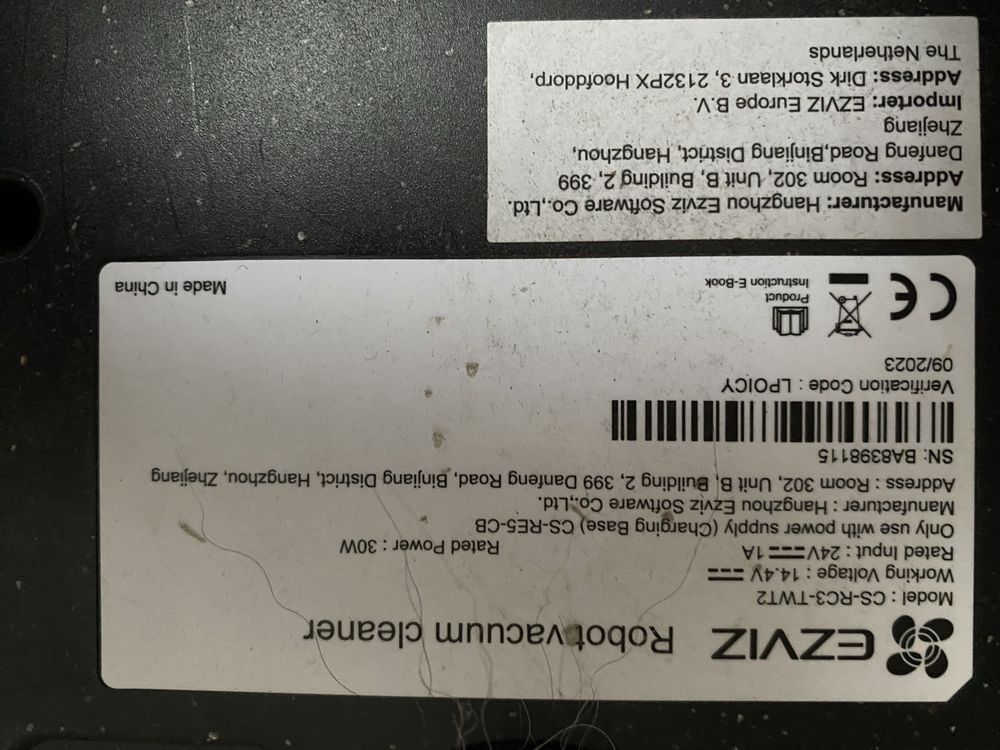 EZVIZ Robot vacuum cleaner
Model : CS-RC3-TWT2
Working Voltage : 14.4V
Rated Input : 24V 1A Rated Power : 30W
Only use with power supply (Charging Base) CS-RE5-CB
Manufacturer : Hangzhou Ezviz Software Co.,Ltd.
Address : Room 302, Unit B, Building 2, 399 Danfeng Road, Binjiang District, Hangzhou, Zhejiang
SN: BA8398115
Verification Code : LPOICY
09/2023
CE
Product
Instruction E-Book
Made in China
Manufacturer: Hangzhou Ezviz Software Co.,Ltd.
Address: Room 302, Unit B, Building 2, 399
Danfeng Road,Binjiang District, Hangzhou,
Zhejiang
Importer: EZVIZ Europe B.V.
Address: Dirk Storklaan 3, 2132PX Hoofddorp,
The Netherlands